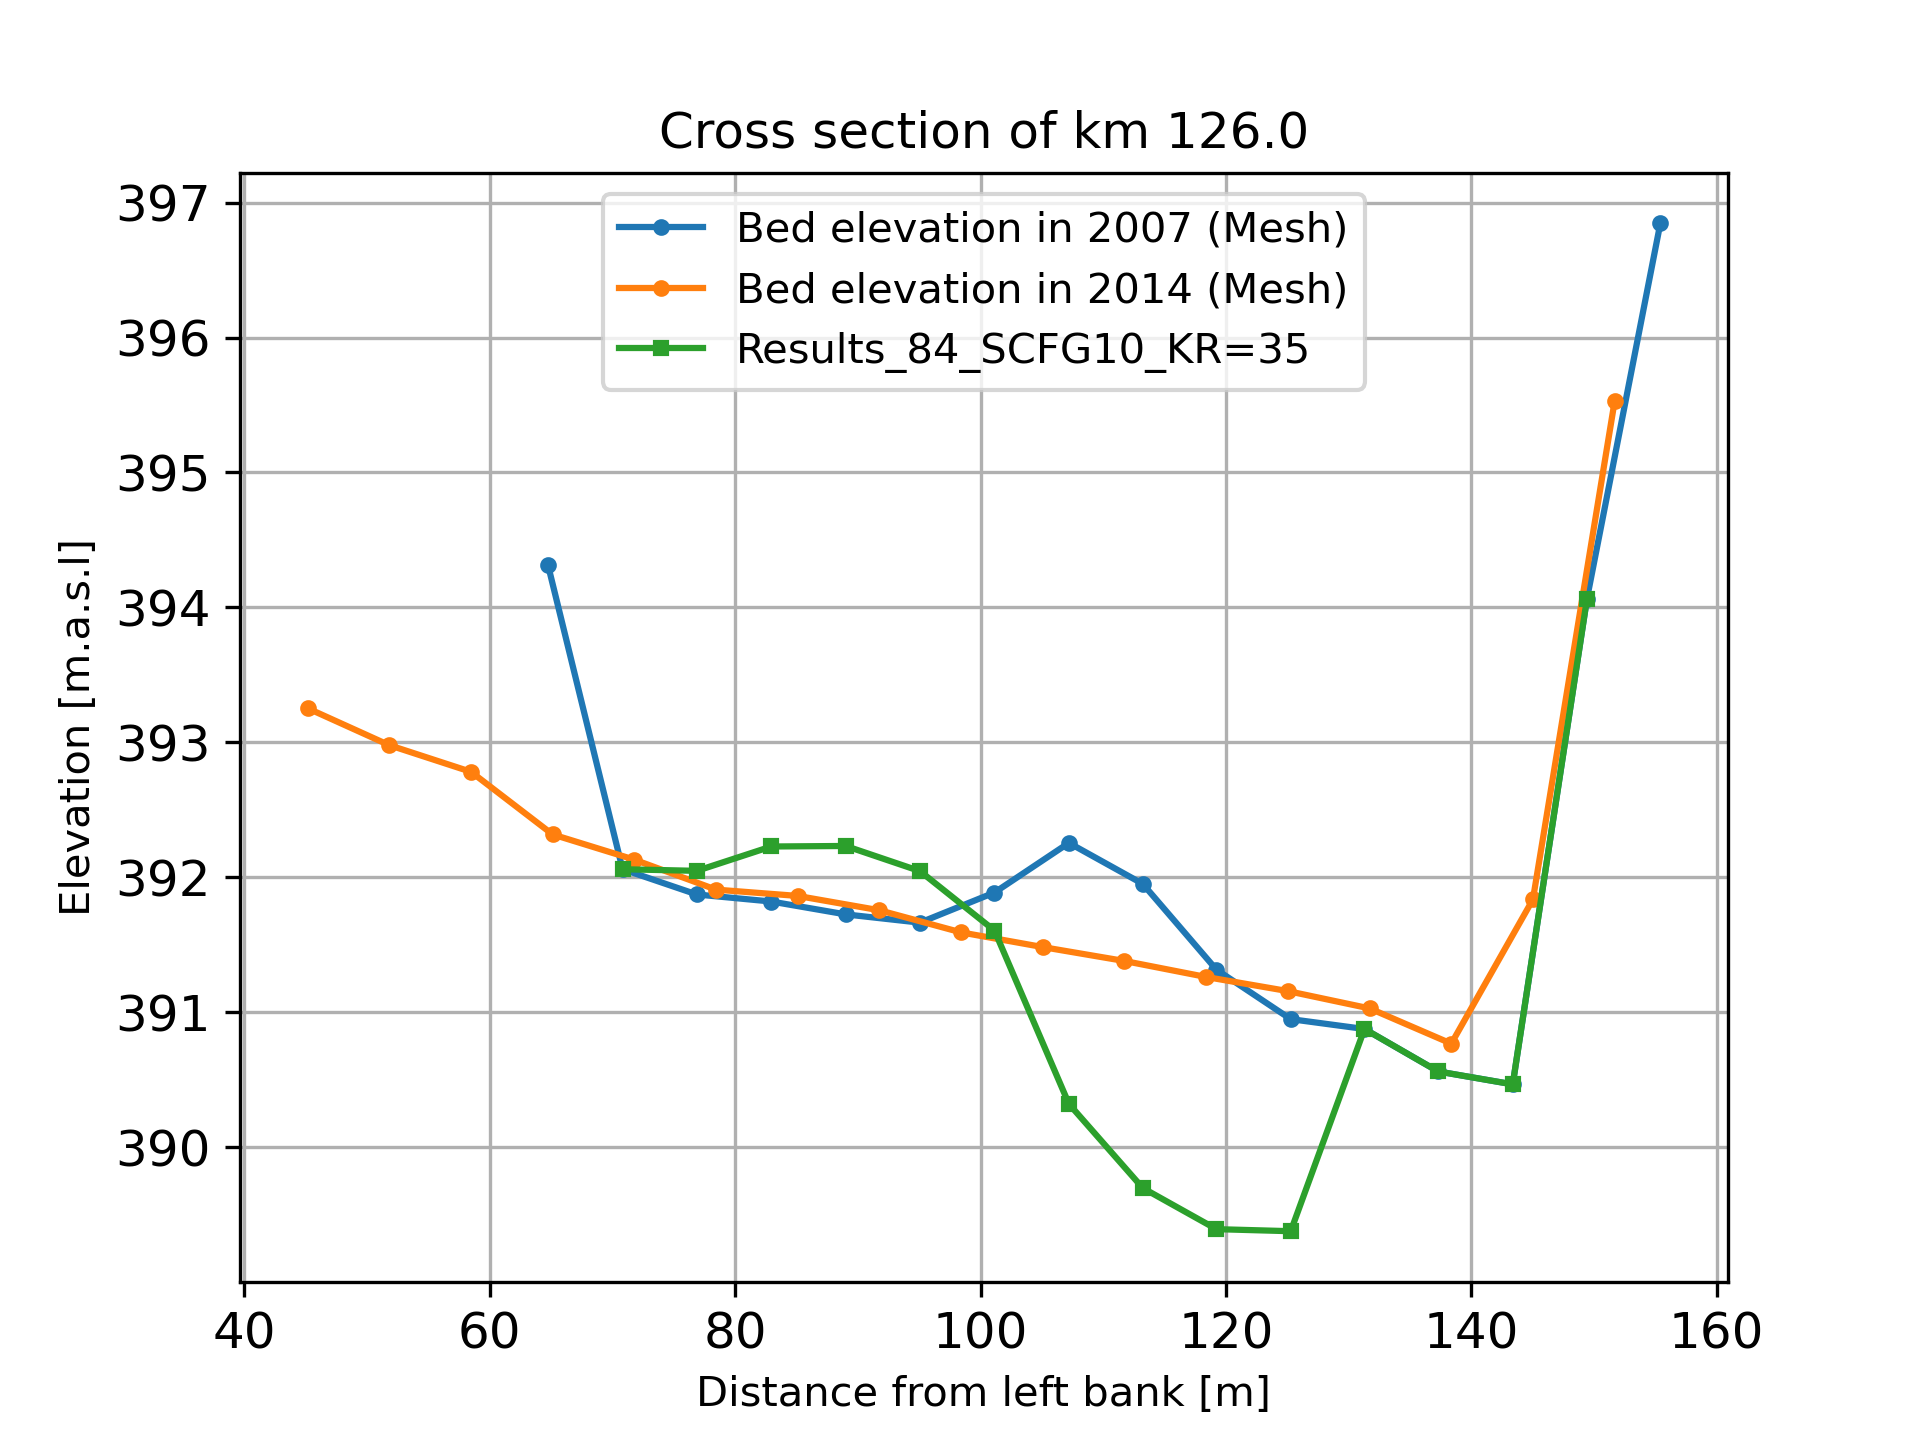 Cross section of km 126.0
Bed elevation in 2007 (Mesh)
Bed elevation in 2014 (Mesh)
Results_84_SCFG10_KR=35
397
396
395
394
393
392
391
390
Elevation [m.a.s.l]
40 60 80 100 120 140 160
Distance from left bank [m]